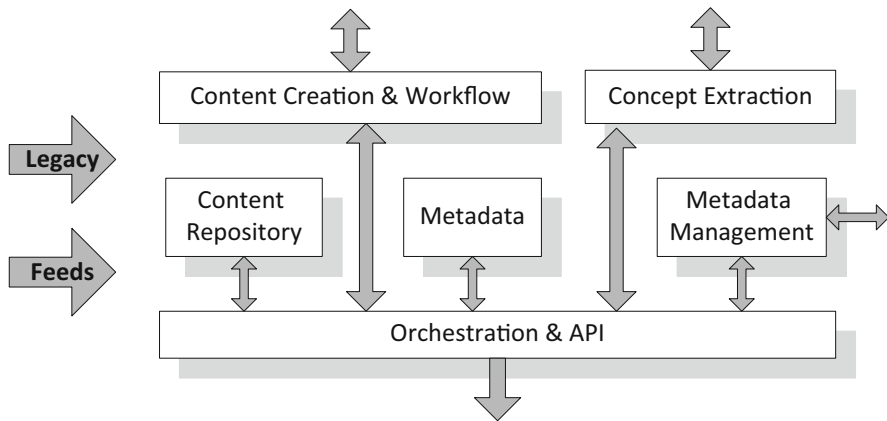 Content Creation & Workflow
Concept Extraction
Legacy
Content
Repository
Metadata
Metadata
Management
Feeds
Orchestration & API